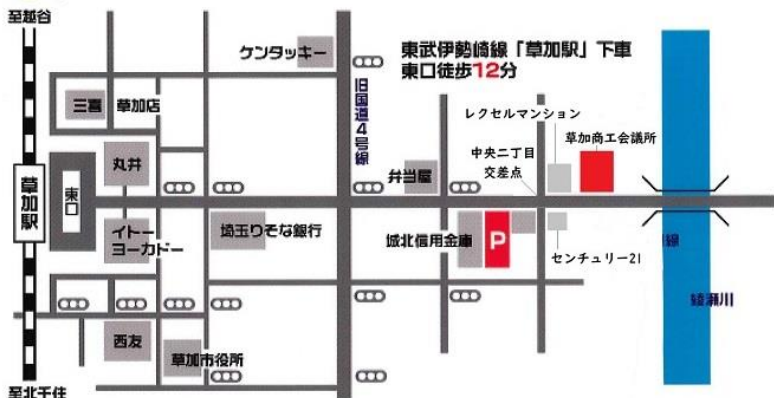 至越谷
ケンタッキー
東武伊勢崎線「草加駅」下車
東口徒歩12分
三喜 草加店
旧国道4号線
レクセルマンション
草加商工会議所
丸井
中央二丁目
交差点
弁当屋
草加駅
東口
イトー
ヨーカドー
埼玉りそな銀行
城北信用金庫
P
センチュリー21
線
綾瀬川
西友
草加市役所
至北千住